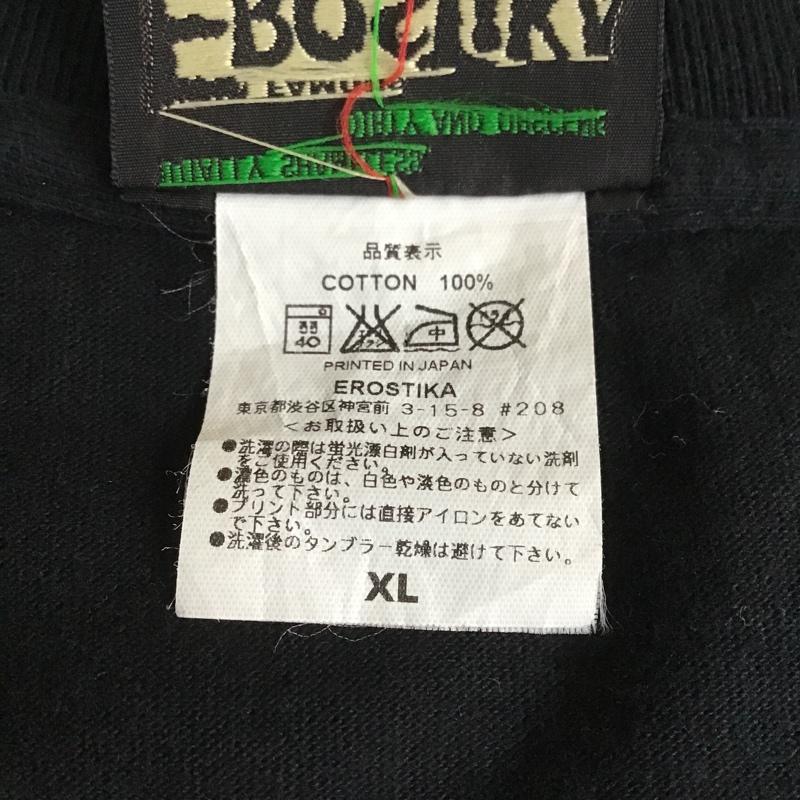 品質表示
COTTON 100%
40
中
PRINTED IN JAPAN
EROSTIKA
東京都渋谷区神宮前 3-15-8 #208
<お取扱い上のご注意>
●洗濯の際は蛍光漂白剤が入っていない洗剤
をご使用ください。
●濃色のものは、白色や淡色のものと分けて
洗って下さい。
●プリント部分には直接アイロンをあてない
で下さい。
●洗濯後のタンブラー乾燥は避けて下さい。
XL